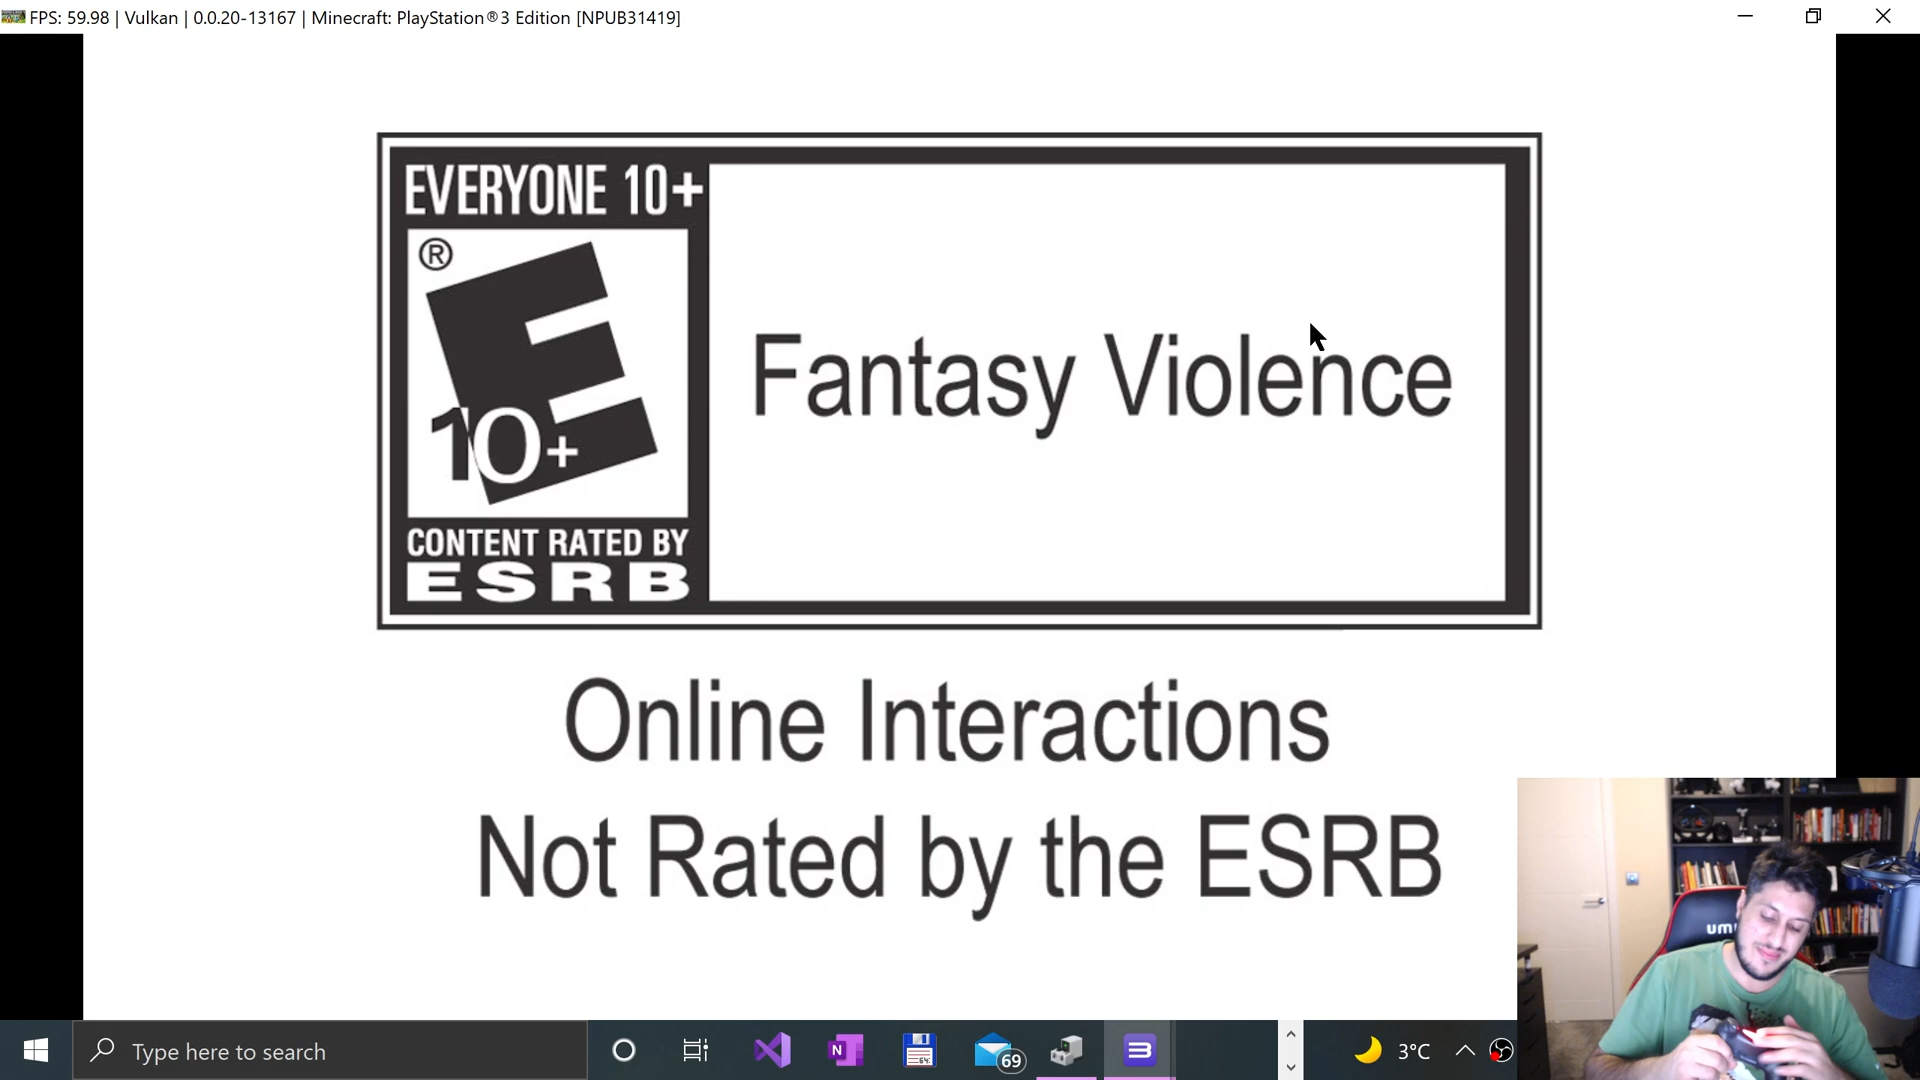 FPS: 59.98 | Vulkan | 0.0.20-13167 | Minecraft: PlayStation®3 Edition [NPUB31419]
EVERYONE 10+
®
E
10+
CONTENT RATED BY
ESRB
Fantasy Violence
Online Interactions
Not Rated by the ESRB
Type here to search
N
64
69
3°C